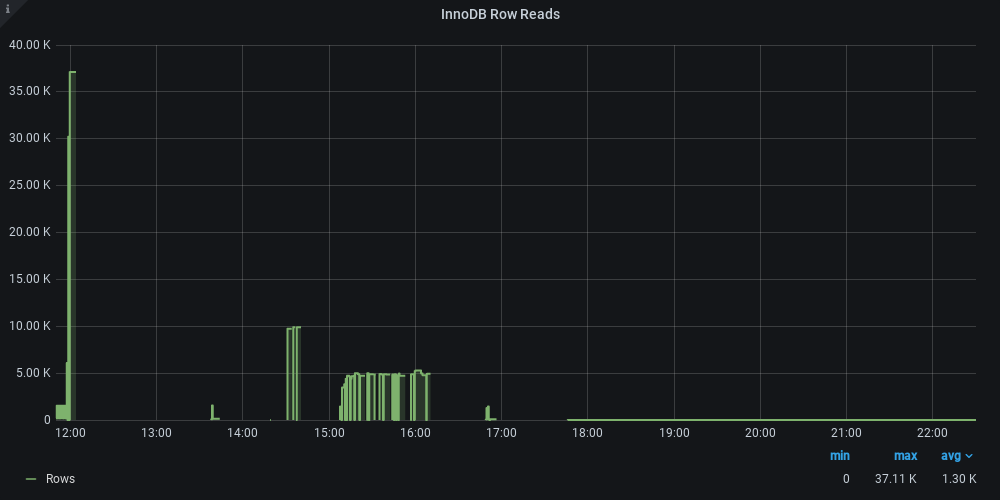 i
InnoDB Row Reads
40.00 K
35.00 K
30.00 K
25.00 K
20.00 K
15.00 K
10.00 K
5.00 K
0
12:00 13:00 14:00 15:00 16:00 17:00 18:00 19:00 20:00 21:00 22:00
min max avg
Rows 0 37.11 K 1.30 K